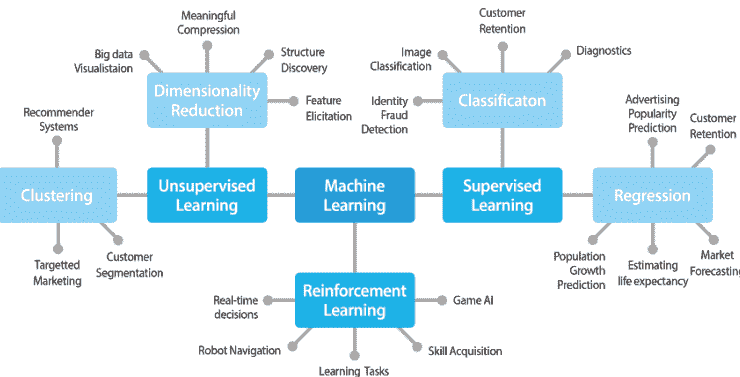 Meaningful
Compression
Big data
Visualistaion
Structure
Discovery
Dimensionality
Reduction
Feature
Elicitation
Recommender
Systems
Clustering
Targetted
Marketing
Customer
Segmentation
Unsupervised
Learning
Machine
Learning
Supervised
Learning
Customer
Retention
Image
Classification
Diagnostics
Identity
Fraud
Detection
Classificaton
Advertising
Popularity
Prediction
Customer
Retention
Regression
Population
Growth
Prediction
Estimating
life expectancy
Market
Forecasting
Reinforcement
Learning
Real-time
decisions
Game AI
Robot Navigation
Skill Acquisition
Learning Tasks